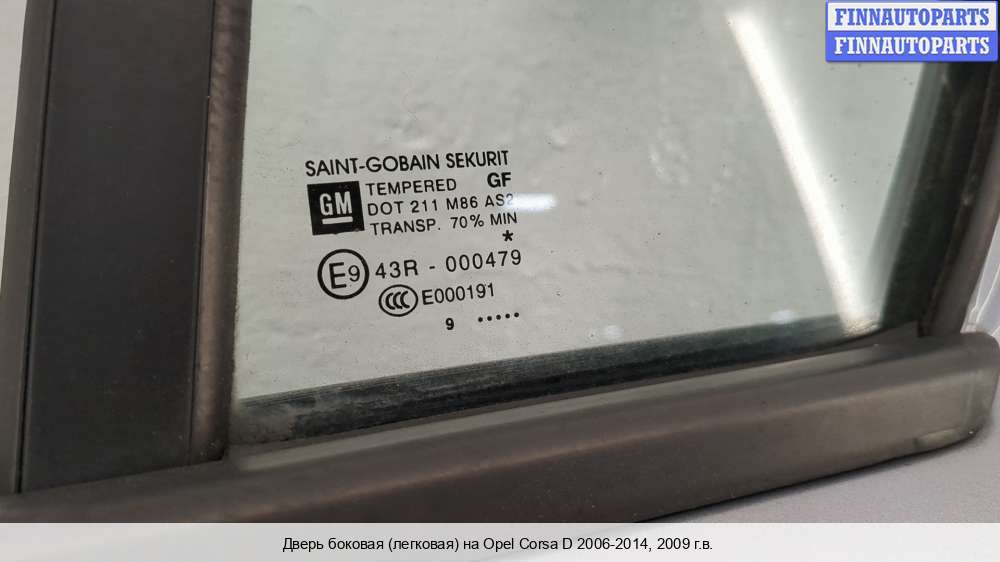 FINNAUTOPARTS
FINNAUTOPARTS
SAINT-GOBAIN SEKURIT
GM
TEMPERED GF
DOT 211 M86 AS2
TRANSP. 70% MIN
*
E9 43R - 000479
CCC E000191
9 •••••
Дверь боковая (легковая) на Opel Corsa D 2006-2014, 2009 г.в.